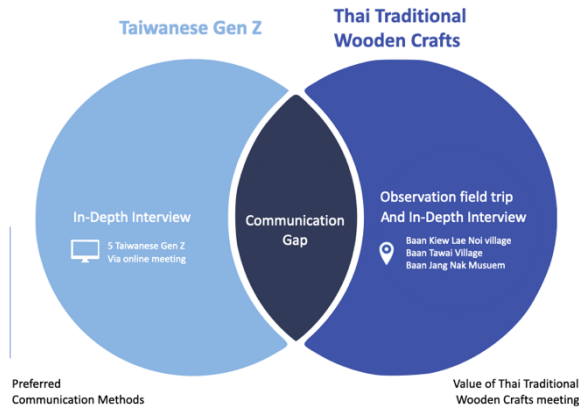 Taiwanese Gen Z
Thai Traditional
Wooden Crafts
In-Depth Interview
5 Taiwanese Gen Z
Via online meeting
Communication
Gap
Observation field trip
And In-Depth Interview
Baan Kiew Lae Noi village
Baan Tawai Village
Baan Jang Nak Musuem
Preferred
Communication Methods
Value of Thai Traditional
Wooden Crafts meeting